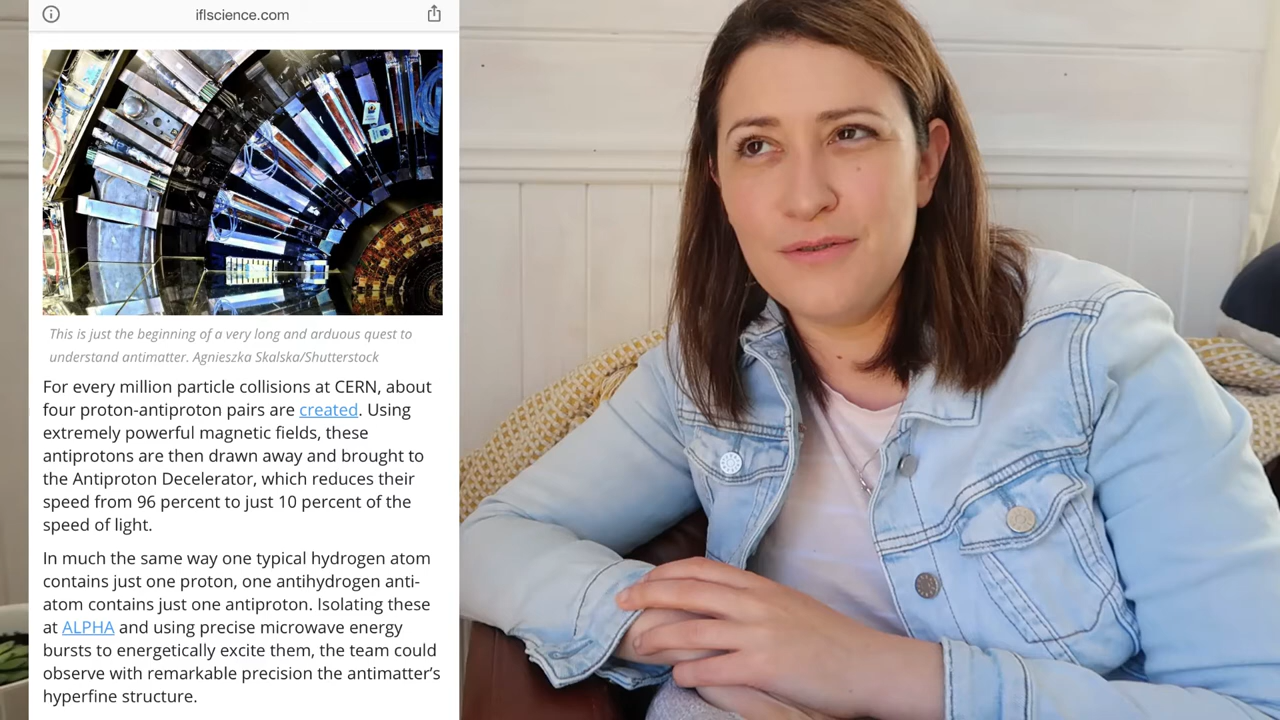 iflscience.com
This is just the beginning of a very long and arduous quest to
understand antimatter. Agnieszka Skalska/Shutterstock
For every million particle collisions at CERN, about
four proton-antiproton pairs are created. Using
extremely powerful magnetic fields, these
antiprotons are then drawn away and brought to
the Antiproton Decelerator, which reduces their
speed from 96 percent to just 10 percent of the
speed of light.
In much the same way one typical hydrogen atom
contains just one proton, one antihydrogen anti-
atom contains just one antiproton. Isolating these
at ALPHA and using precise microwave energy
bursts to energetically excite them, the team could
observe with remarkable precision the antimatter’s
hyperfine structure.